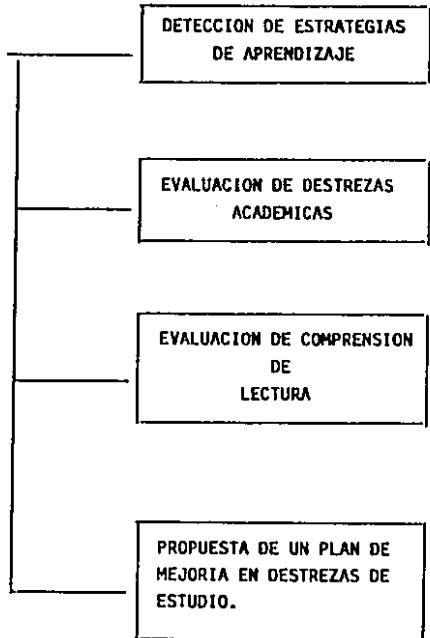 DETECCION DE ESTRATEGIAS
DE APRENDIZAJE
EVALUACION DE DESTREZAS
ACADEMICAS
EVALUACION DE COMPRENSION
DE
LECTURA
PROPUESTA DE UN PLAN DE
MEJORIA EN DESTREZAS DE
ESTUDIO.